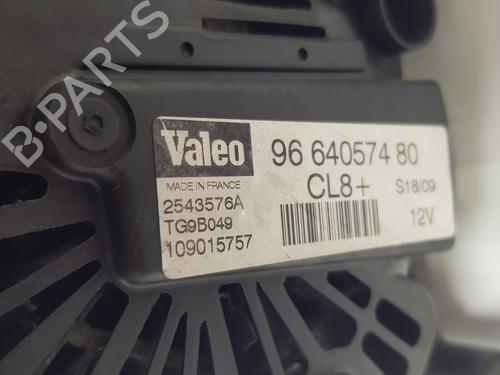 B-PARTS
Valeo
96 640574 80
MADE IN FRANCE
CL8+
S18/09
2543576A
TG9B049
12V
109015757